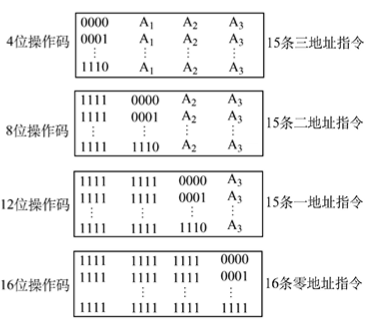 0000 A₁ A₂ A₃
0001 A₁ A₂ A₃
4位操作码 ⋮ ⋮ ⋮ ⋮ 15条三地址指令
1110 A₁ A₂ A₃
1111 0000 A₂ A₃
1111 0001 A₂ A₃
8位操作码 ⋮ ⋮ ⋮ ⋮ 15条二地址指令
1111 1110 A₂ A₃
1111 1111 0000 A₃
1111 1111 0001 A₃
12位操作码 ⋮ ⋮ ⋮ ⋮ 15条一地址指令
1111 1111 1110 A₃
1111 1111 1111 0000
1111 1111 1111 0001
16位操作码 ⋮ ⋮ ⋮ 16条零地址指令
1111 1111 1111 1111